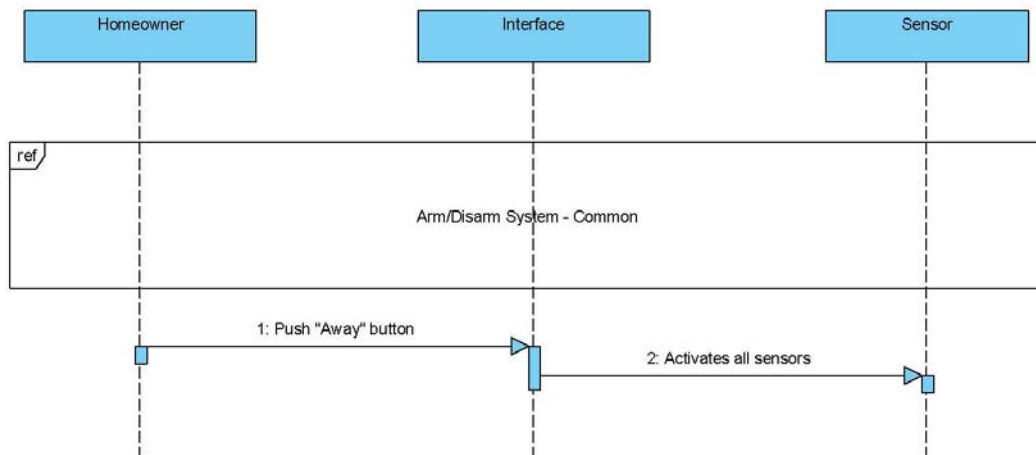 Homeowner
Interface
Sensor
ref
Arm/Disarm System - Common
1: Push "Away" button
2: Activates all sensors